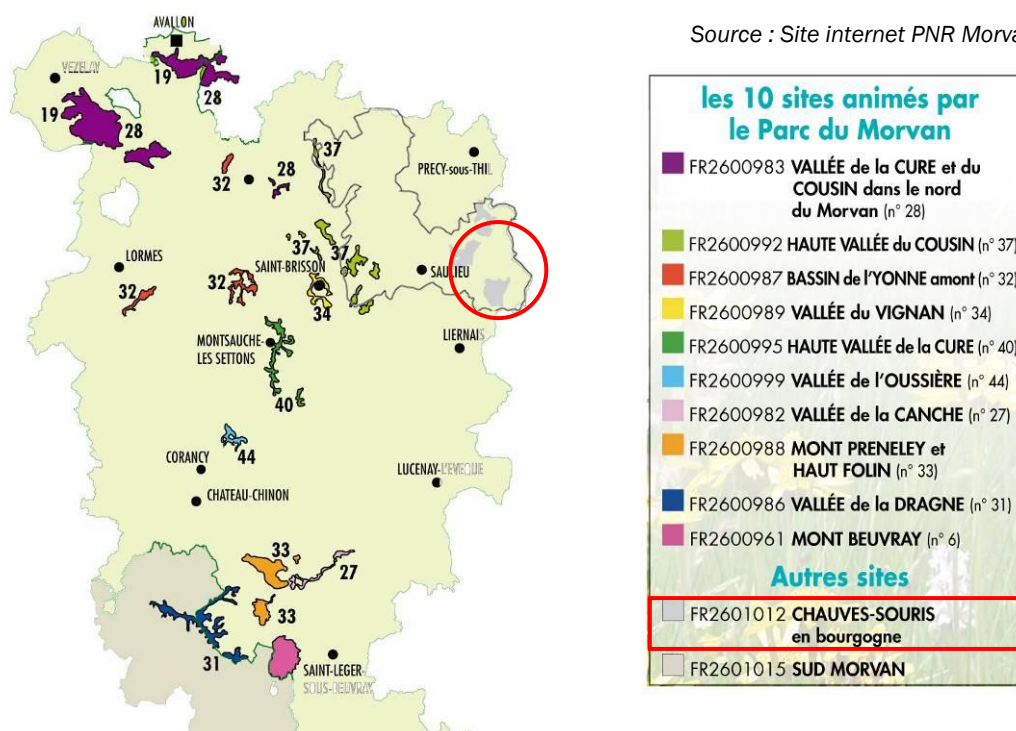 Source : Site internet PNR Morva
AVALLON
VEZELAY
19
28
19
28
32
28
37
PRECY-sous-THIL
LORMES
37
37
SAINT-BRISSON
SAULIEU
32
32
34
MONTSAUCHE-
LES SETTONS
LIERNAIS
40
44
CORANCY
LUCENAY-L'EVEQUE
CHATEAU-CHINON
33
27
33
31
SAINT-LEGER
SOUS-BEUVRAY
les 10 sites animés par
le Parc du Morvan
FR2600983 VALLÉE de la CURE et du
COUSIN dans le nord
du Morvan (n° 28)
FR2600992 HAUTE VALLÉE du COUSIN (n° 37)
FR2600987 BASSIN de l'YONNE amont (n° 32)
FR2600989 VALLÉE du VIGNAN (n° 34)
FR2600995 HAUTE VALLÉE de la CURE (n° 40)
FR2600999 VALLÉE de l'OUSSIÈRE (n° 44)
FR2600982 VALLÉE de la CANCHE (n° 27)
FR2600988 MONT PRENELEY et
HAUT FOLIN (n° 33)
FR2600986 VALLÉE de la DRAGNE (n° 31)
FR2600961 MONT BEUVRAY (n° 6)
Autres sites
FR2601012 CHAUVES-SOURIS
en bourgogne
FR2601015 SUD MORVAN